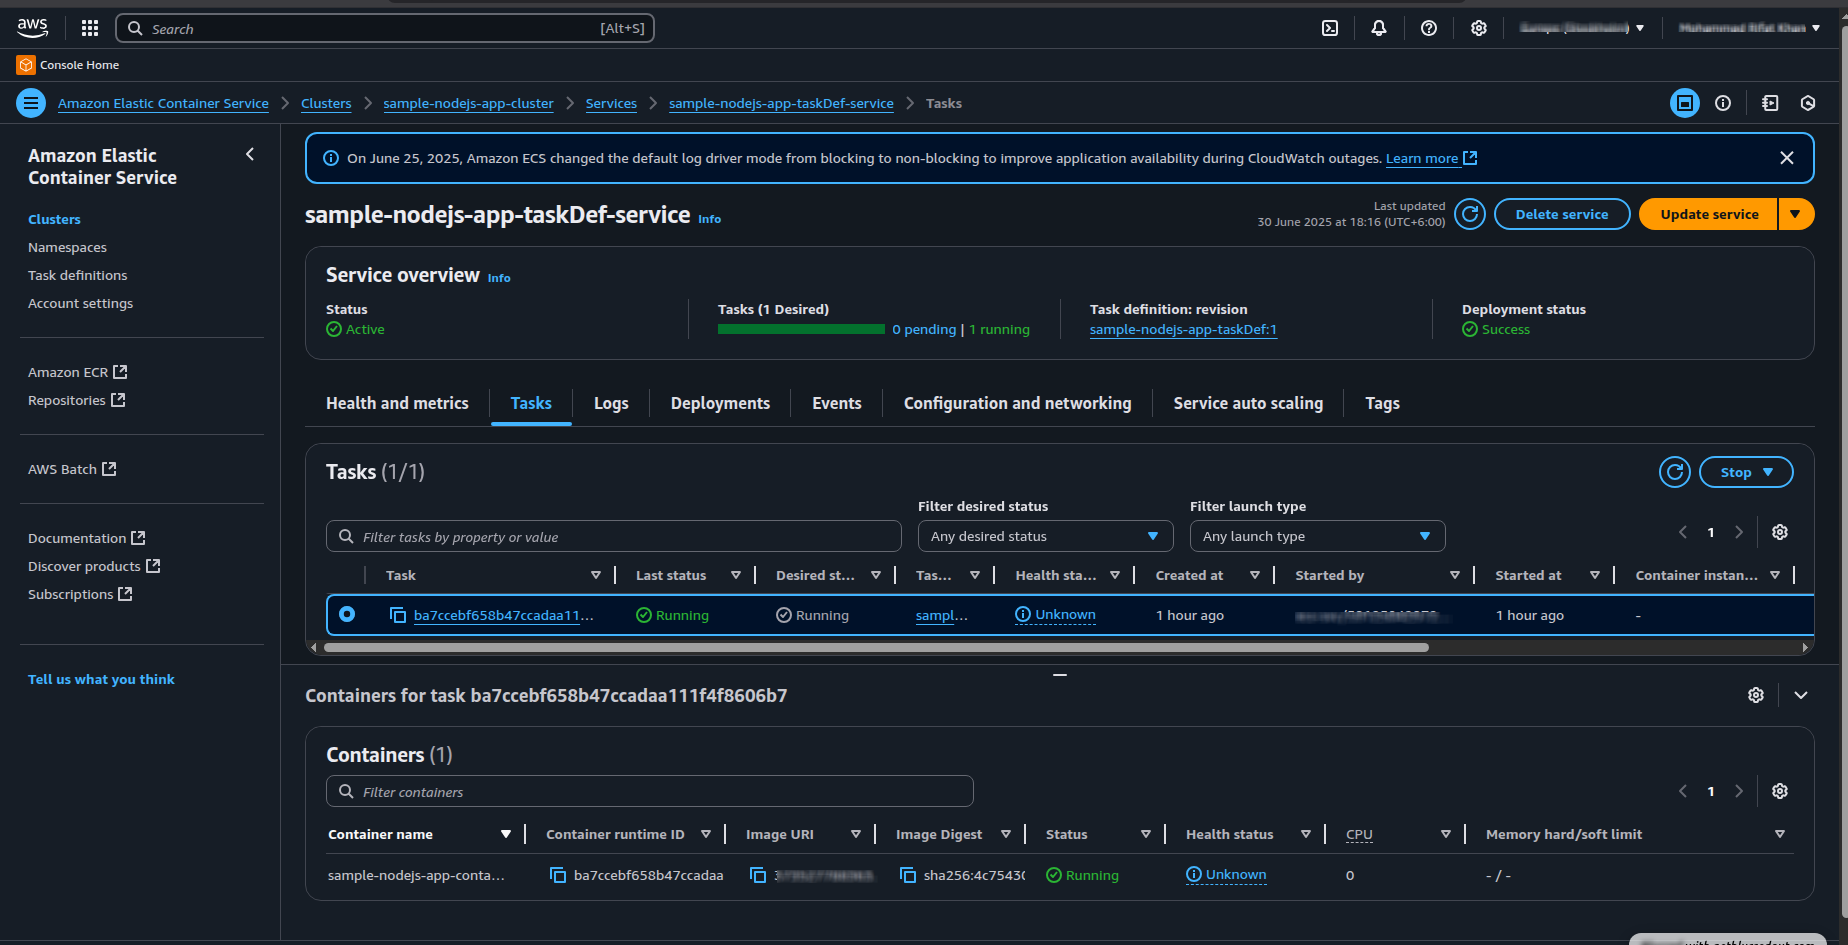 aws
Search [Alt+S]
Console Home
Amazon Elastic Container Service Clusters sample-nodejs-app-cluster Services sample-nodejs-app-taskDef-service Tasks
Amazon Elastic
Container Service
Clusters
Namespaces
Task definitions
Account settings
Amazon ECR
Repositories
AWS Batch
Documentation
Discover products
Subscriptions
Tell us what you think
On June 25, 2025, Amazon ECS changed the default log driver mode from blocking to non-blocking to improve application availability during CloudWatch outages. Learn more
sample-nodejs-app-taskDef-service Info
Last updated
30 June 2025 at 18:16 (UTC+6:00)
Delete service
Update service
Service overview Info
Status
Active
Tasks (1 Desired)
0 pending | 1 running
Task definition: revision
sample-nodejs-app-taskDef:1
Deployment status
Success
Health and metrics Tasks Logs Deployments Events Configuration and networking Service auto scaling Tags
Tasks (1/1)
Stop
Filter desired status Filter launch type
Filter tasks by property or value Any desired status Any launch type 1
Task Last status Desired st... Tas... Health sta... Created at Started by Started at Container instan...
ba7ccebf658b47ccadaa11... Running Running sampl... Unknown 1 hour ago 1 hour ago -
Containers for task ba7ccebf658b47ccadaa111f4f8606b7
Containers (1)
Filter containers 1
Container name Container runtime ID Image URI Image Digest Status Health status CPU Memory hard/soft limit
sample-nodejs-app-conta... ba7ccebf658b47ccadaa sha256:4c7543 Running Unknown 0 - / -